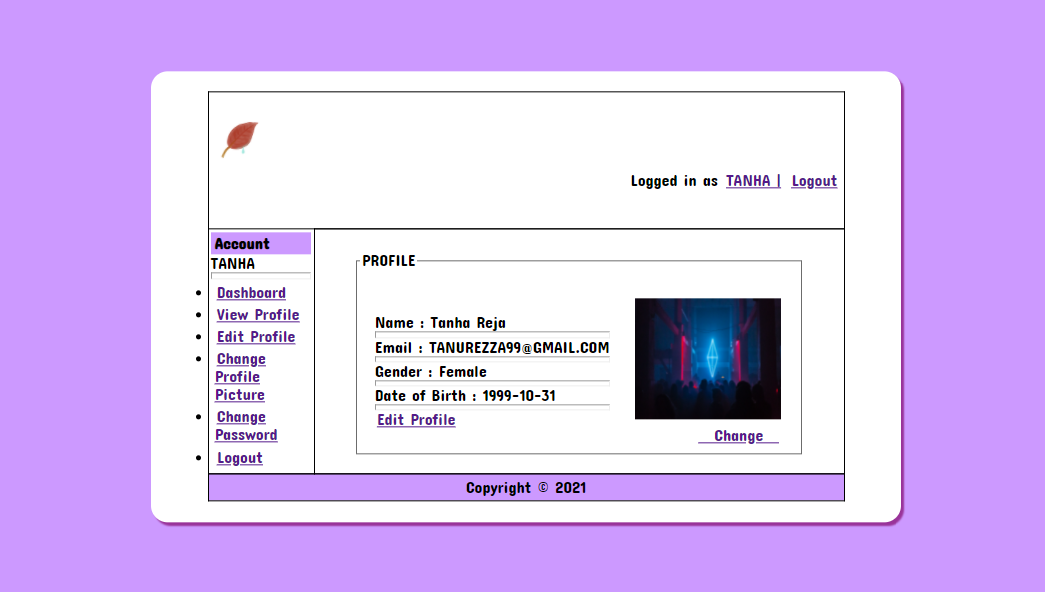 Logged in as TANHA | Logout
Account
TANHA
Dashboard
View Profile
Edit Profile
Change
Profile
Picture
Change
Password
Logout
PROFILE
Name : Tanha Reja
Email : TANUREZZA99@GMAIL.COM
Gender : Female
Date of Birth : 1999-10-31
Edit Profile
Change
Copyright © 2021